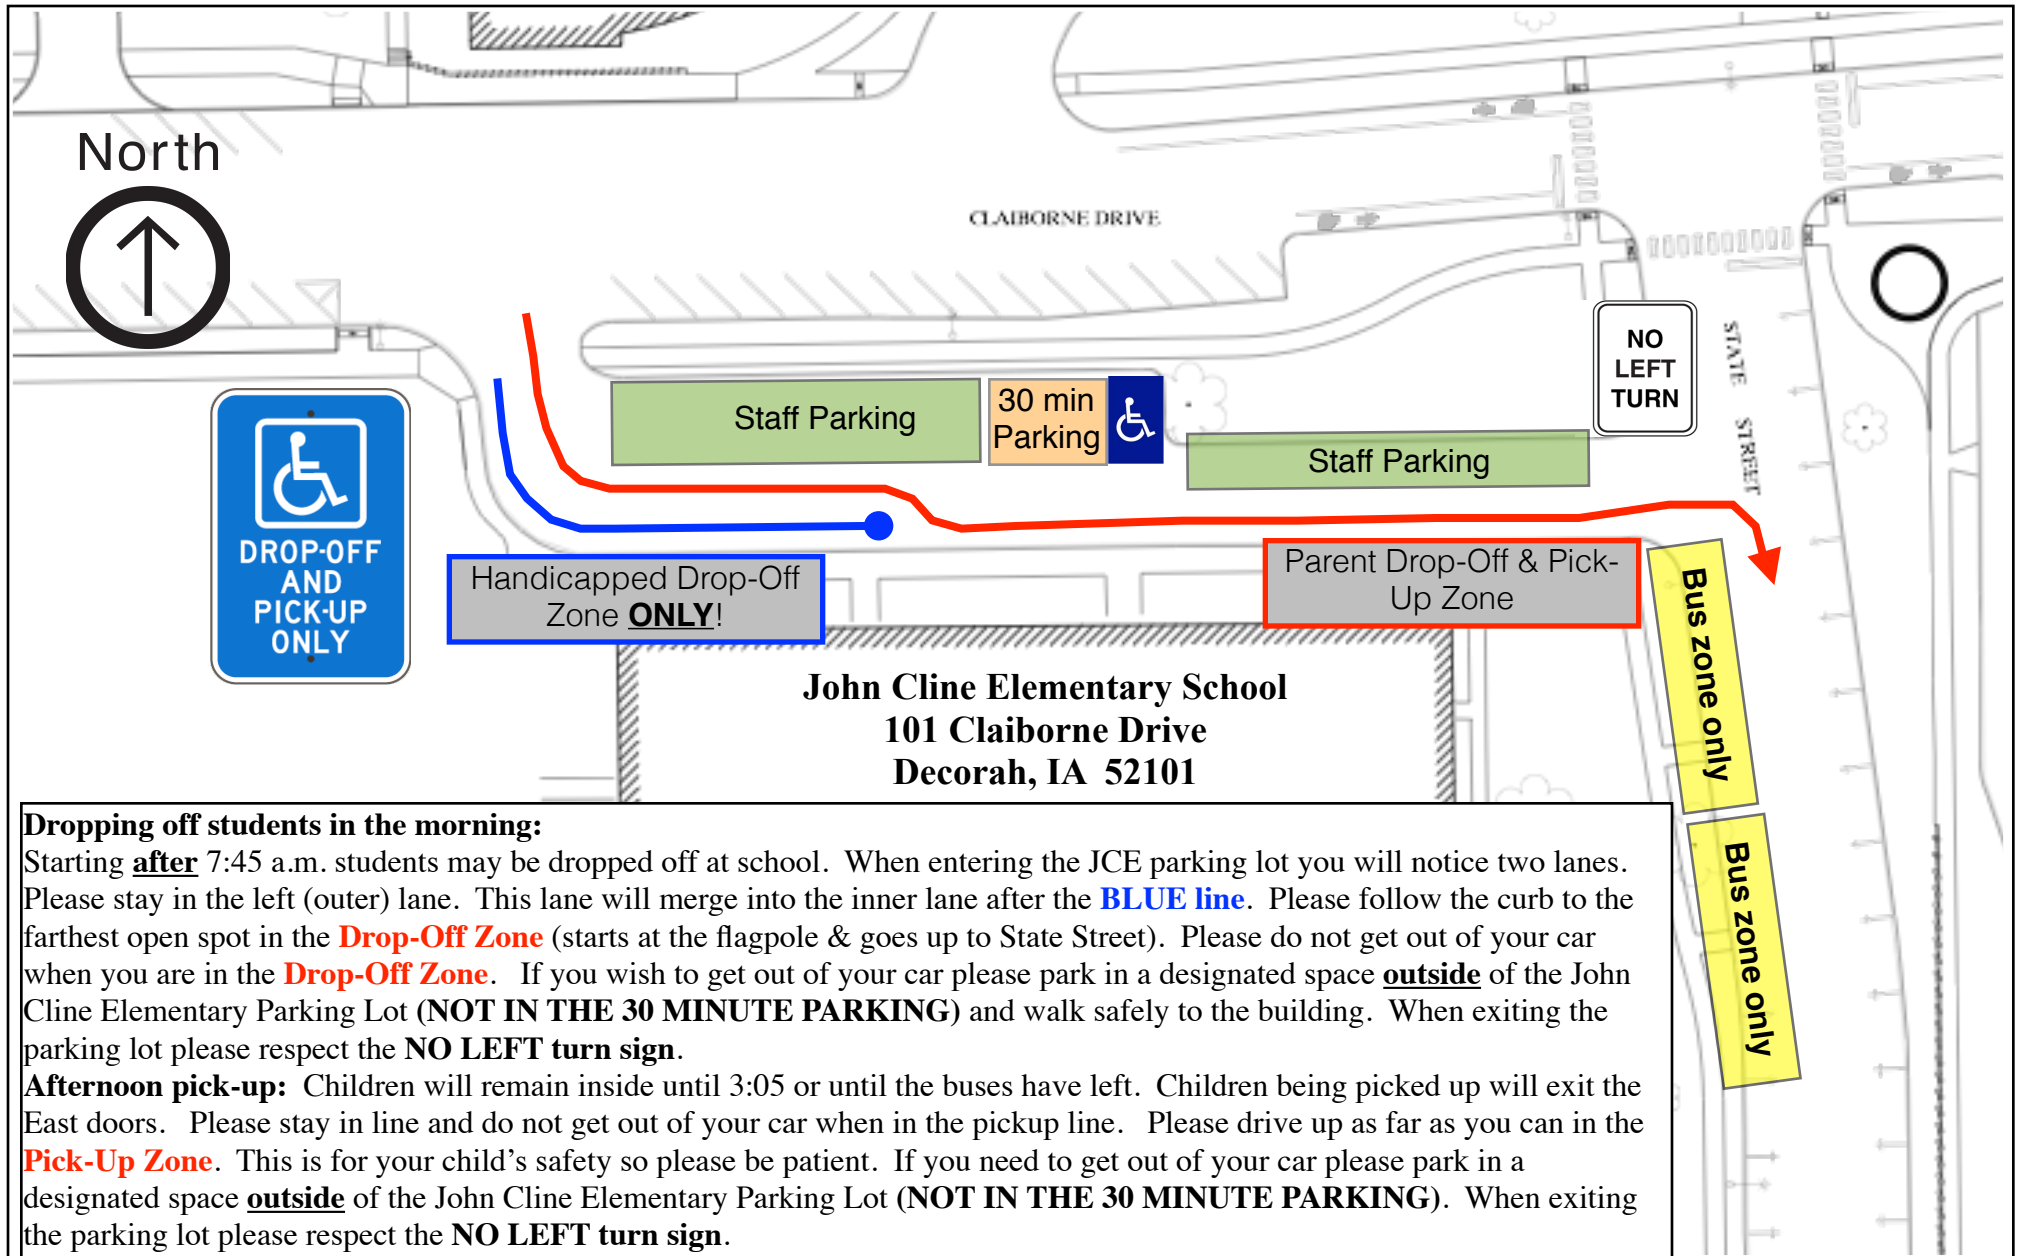 North
CLAIBORNE DRIVE
NO
LEFT
TURN
STATE STREET
Staff Parking
30 min
Parking
Staff Parking
DROP-OFF
AND
PICK-UP
ONLY
Handicapped Drop-Off
Zone ONLY!
Parent Drop-Off & Pick-
Up Zone
Bus zone only
Bus zone only
John Cline Elementary School
101 Claiborne Drive
Decorah, IA 52101
Dropping off students in the morning:
Starting after 7:45 a.m. students may be dropped off at school. When entering the JCE parking lot you will notice two lanes.
Please stay in the left (outer) lane. This lane will merge into the inner lane after the BLUE line. Please follow the curb to the
farthest open spot in the Drop-Off Zone (starts at the flagpole & goes up to State Street). Please do not get out of your car
when you are in the Drop-Off Zone. If you wish to get out of your car please park in a designated space outside of the John
Cline Elementary Parking Lot (NOT IN THE 30 MINUTE PARKING) and walk safely to the building. When exiting the
parking lot please respect the NO LEFT turn sign.
Afternoon pick-up: Children will remain inside until 3:05 or until the buses have left. Children being picked up will exit the
East doors. Please stay in line and do not get out of your car when in the pickup line. Please drive up as far as you can in the
Pick-Up Zone. This is for your child's safety so please be patient. If you need to get out of your car please park in a
designated space outside of the John Cline Elementary Parking Lot (NOT IN THE 30 MINUTE PARKING). When exiting
the parking lot please respect the NO LEFT turn sign.